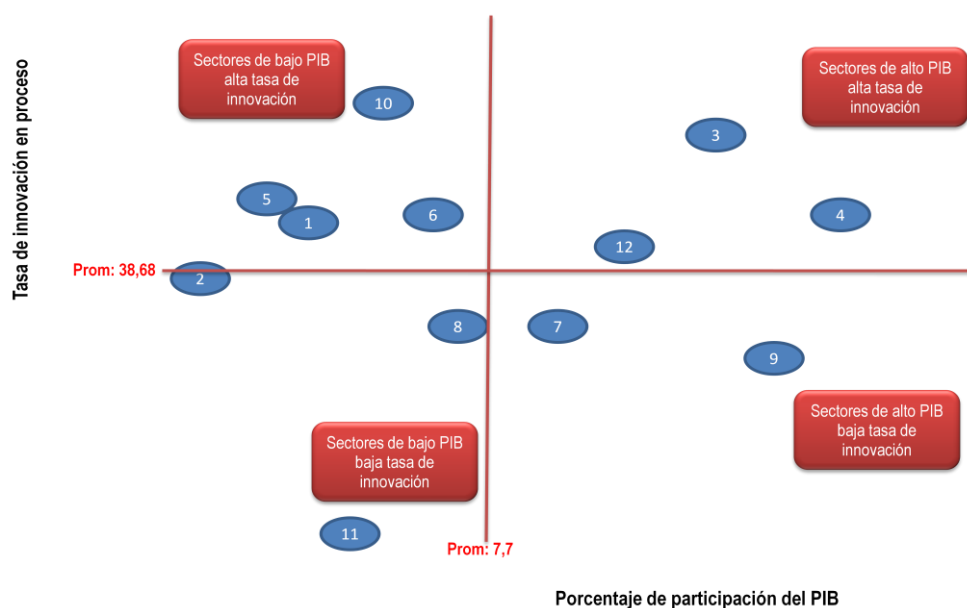 Tasa de innovación en proceso
Sectores de bajo PIB
alta tasa de
innovación
10
Sectores de alto PIB
alta tasa de
innovación
3
5
1
6
4
12
Prom: 38,68
2
8
7
9
Sectores de alto PIB
baja tasa de
innovación
Sectores de bajo PIB
baja tasa de
innovación
11
Prom: 7,7
Porcentaje de participación del PIB